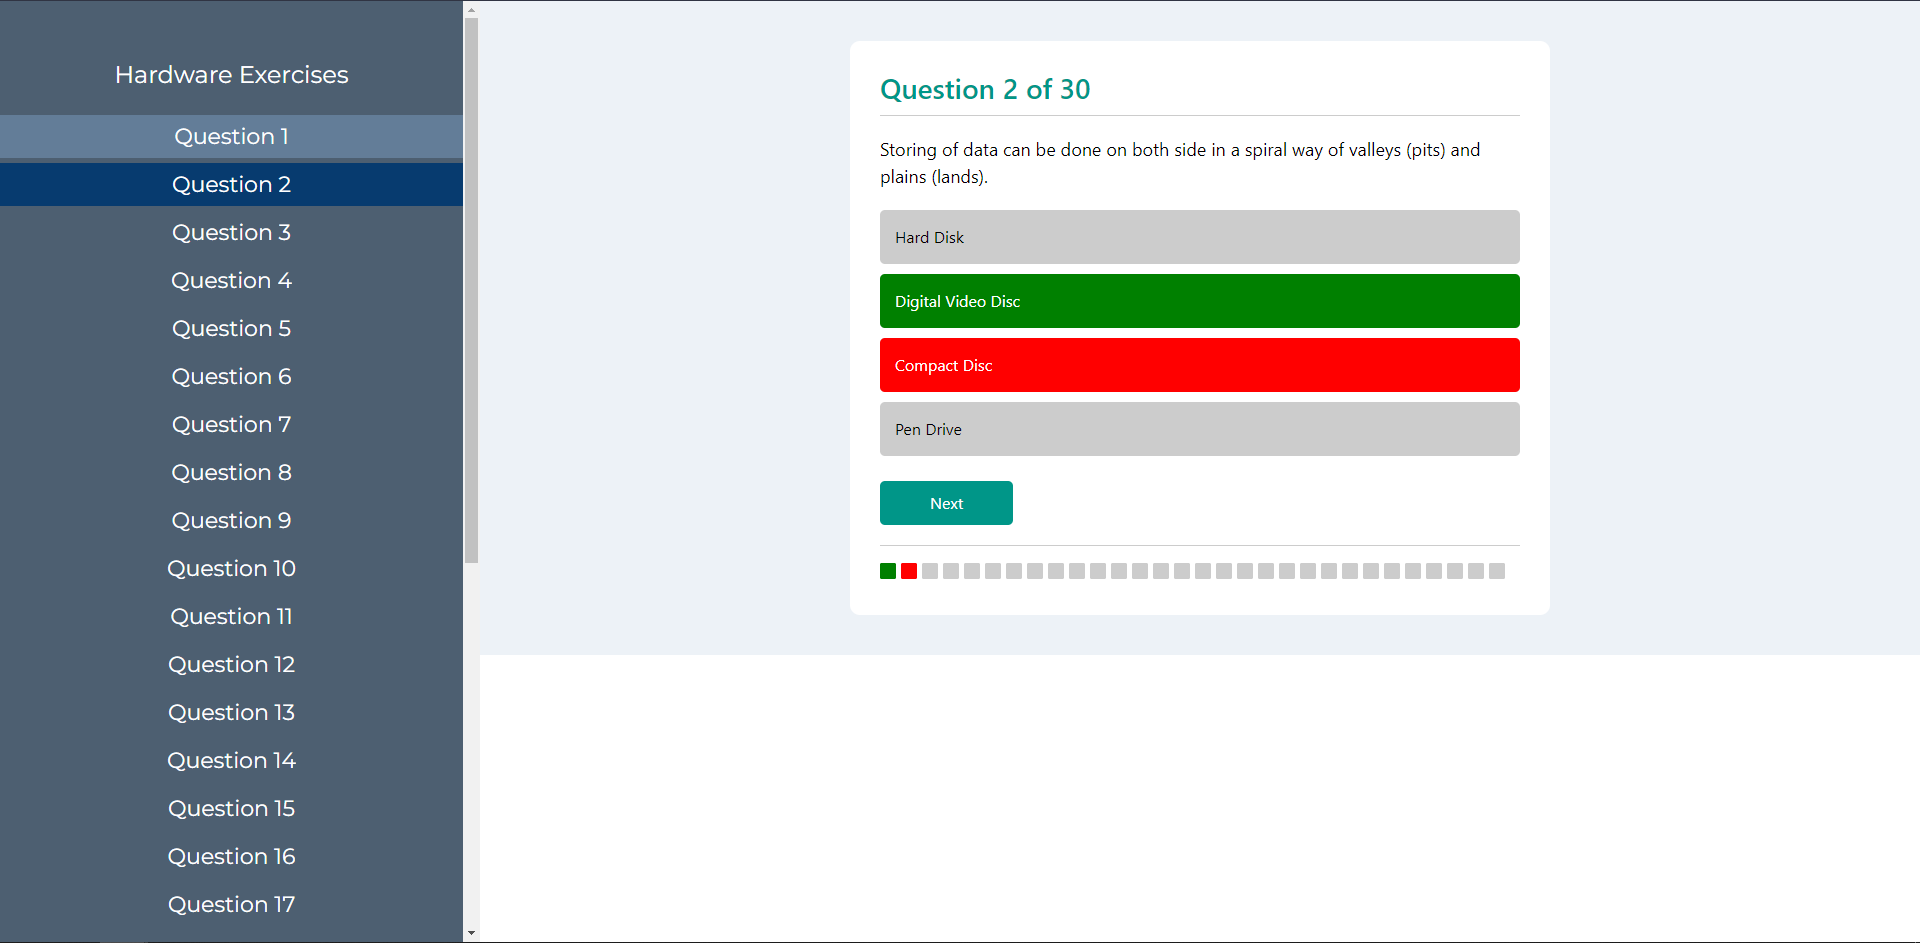 Hardware Exercises
Question 1
Question 2
Question 3
Question 4
Question 5
Question 6
Question 7
Question 8
Question 9
Question 10
Question 11
Question 12
Question 13
Question 14
Question 15
Question 16
Question 17
Question 2 of 30
Storing of data can be done on both side in a spiral way of valleys (pits) and
plains (lands).
Hard Disk
Digital Video Disc
Compact Disc
Pen Drive
Next